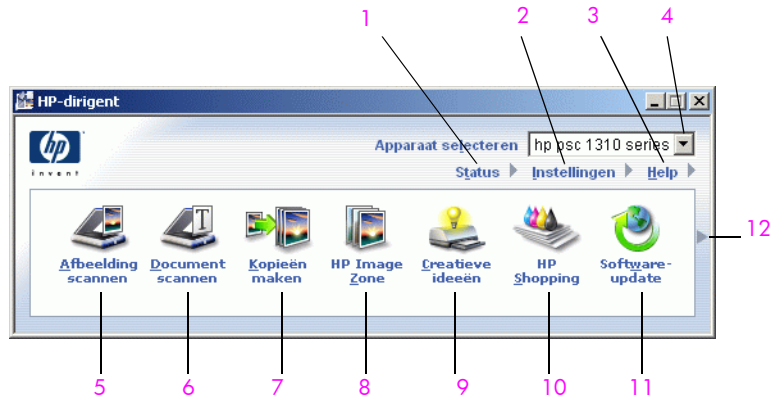 1 2 3 4
HP-dirigent
hp
invent
Apparaat selecteren hp psc 1310 series
Status Instellingen Help
12
Afbeelding scannen
Document scannen
Kopieën maken
HP Image Zone
Creatieve ideeën
HP Shopping
Software-update
5 6 7 8 9 10 11